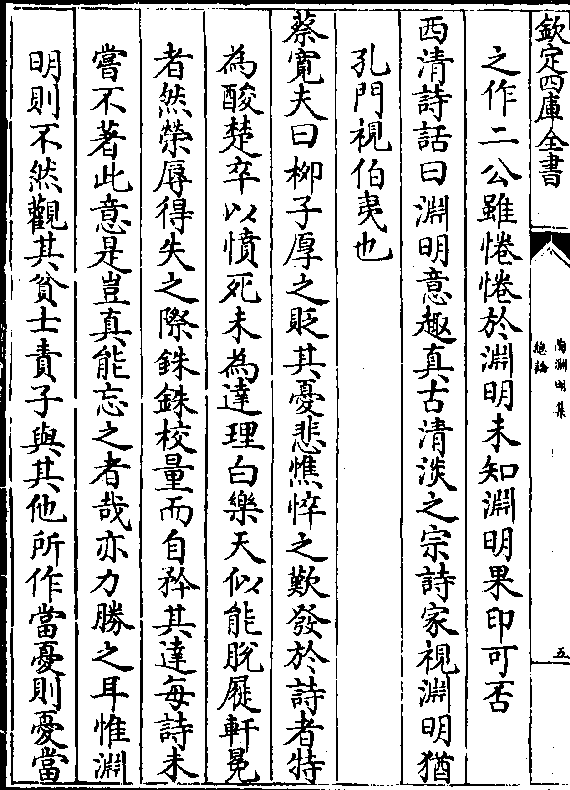 欽定四庫全書
陶淵明集
總論
五
之作二公雖惓惓於淵明未知淵明果印可否
西清詩話曰淵明意趣真古清淡之宗詩家視淵明猶
孔門視伯夷也
蔡寛夫曰柳子厚之貶其憂悲憔悴之歎發於詩者特
為酸楚卒以憤死未為達理白樂天似能脫屣軒冕
者然榮辱得失之際銖銖校量而自矜其達每詩未
嘗不著此意是豈真能忘之者哉亦力勝之耳惟淵
明則不然觀其貧士責子與其他所作當憂則憂當